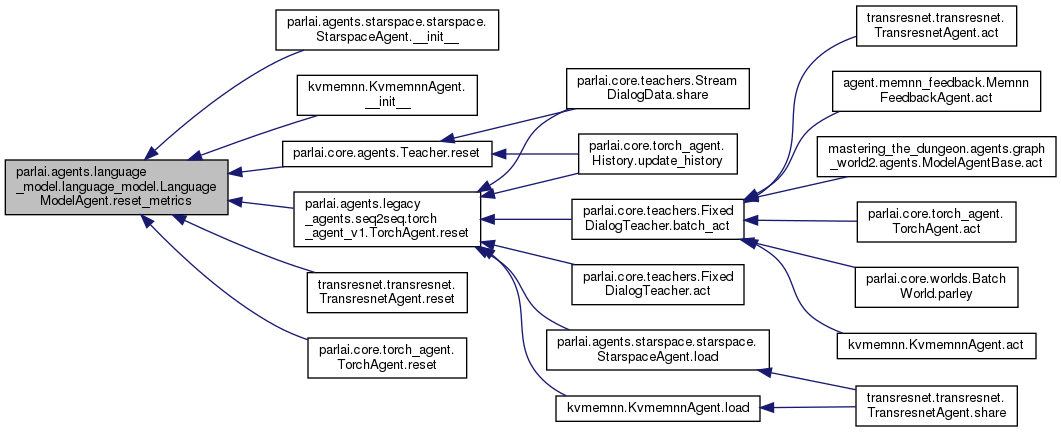 parlai.agents.language
_model.language_model.Language
ModelAgent.reset_metrics
parlai.agents.starspace.starspace.
StarspaceAgent.__init__
kvmemnn.KvmemnnAgent.
__init__
parlai.core.agents.Teacher.reset
parlai.agents.legacy
_agents.seq2seq.torch
_agent_v1.TorchAgent.reset
transresnet.transresnet.
TransresnetAgent.reset
parlai.core.torch_agent.
TorchAgent.reset
parlai.core.teachers.Stream
DialogData.share
parlai.core.torch_agent.
History.update_history
parlai.core.teachers.Fixed
DialogTeacher.batch_act
parlai.core.teachers.Fixed
DialogTeacher.act
parlai.agents.starspace.starspace.
StarspaceAgent.load
kvmemnn.KvmemnnAgent.load
transresnet.transresnet.
TransresnetAgent.act
agent.memnn_feedback.Memnn
FeedbackAgent.act
mastering_the_dungeon.agents.graph
_world2.agents.ModelAgentBase.act
parlai.core.torch_agent.
TorchAgent.act
parlai.core.worlds.Batch
World.parley
kvmemnn.KvmemnnAgent.act
transresnet.transresnet.
TransresnetAgent.share